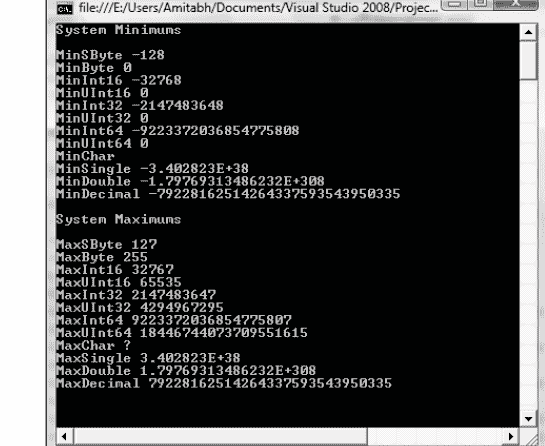 file:///E:/Users/Amitabh/Documents/Visual Studio 2008/Projec...
System Minimums
MinSByte -128
MinByte 0
MinInt16 -32768
MinUInt16 0
MinInt32 -2147483648
MinUInt32 0
MinInt64 -9223372036854775808
MinUInt64 0
MinChar
MinSingle -3.402823E+38
MinDouble -1.79769313486232E+308
MinDecimal -79228162514264337593543950335
System Maximums
MaxSByte 127
MaxByte 255
MaxInt16 32767
MaxUInt16 65535
MaxInt32 2147483647
MaxUInt32 4294967295
MaxInt64 9223372036854775807
MaxUInt64 18446744073709551615
MaxChar ?
MaxSingle 3.402823E+38
MaxDouble 1.79769313486232E+308
MaxDecimal 79228162514264337593543950335